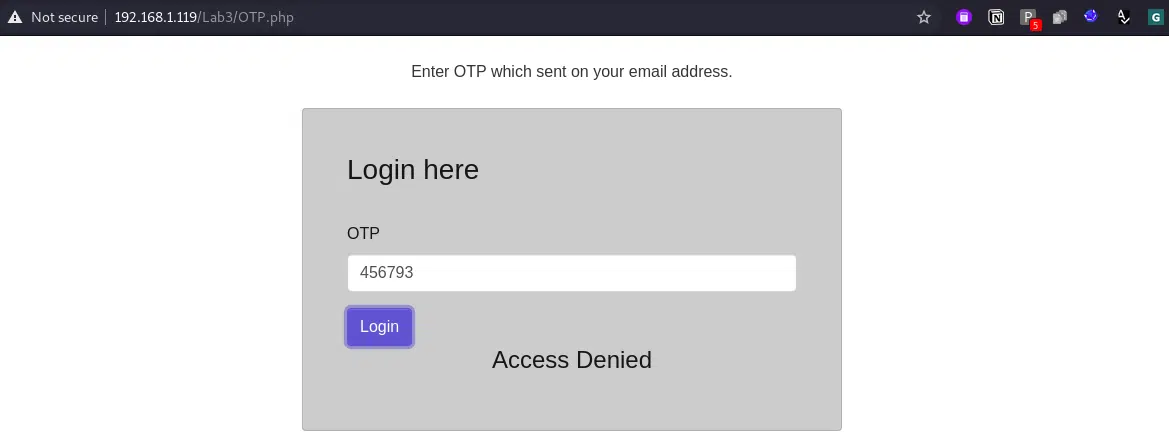 Not secure 192.168.1.119/Lab3/OTP.php
N P 5 G
Enter OTP which sent on your email address.
Login here
OTP
456793
Login
Access Denied